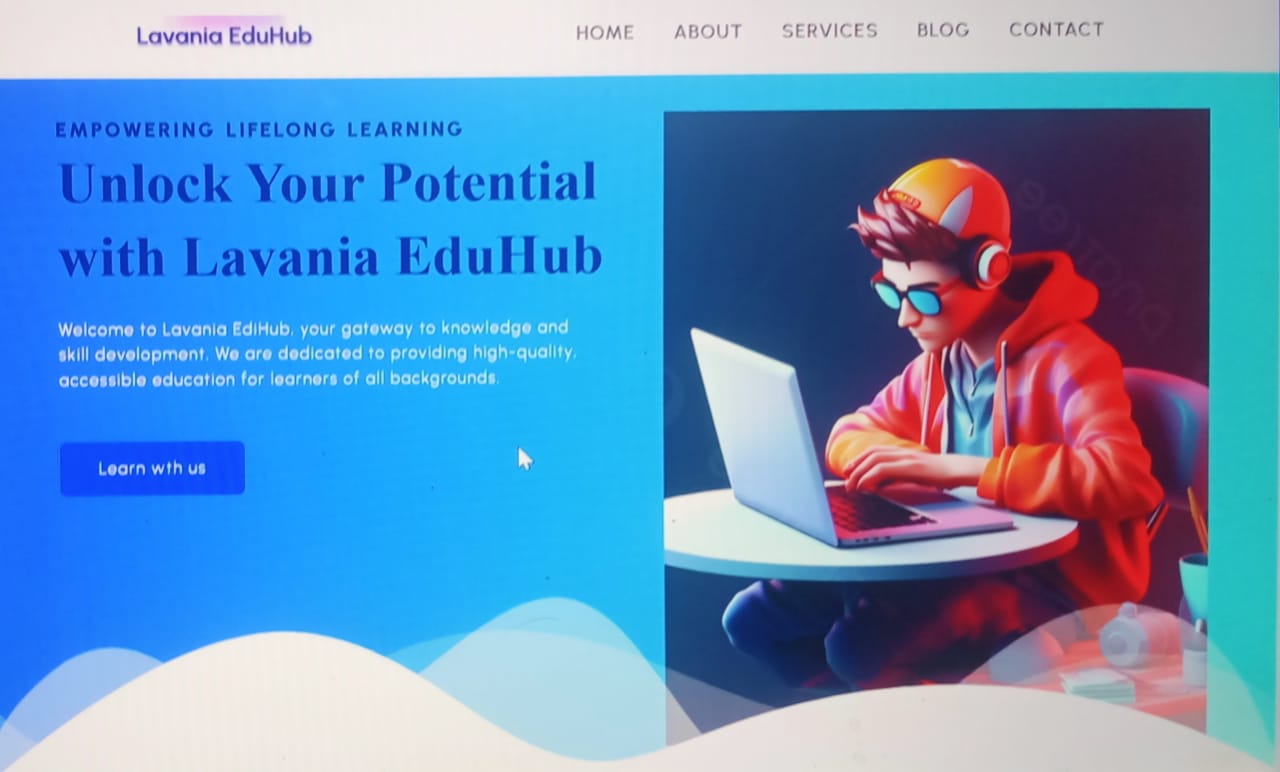 Lavania EduHub
HOME ABOUT SERVICES BLOG CONTACT
EMPOWERING LIFELONG LEARNING
Unlock Your Potential
with Lavania EduHub
Welcome to Lavania EdiHub, your gateway to knowledge and
skill development. We are dedicated to providing high-quality,
accessible education for learners of all backgrounds.
Learn wth us